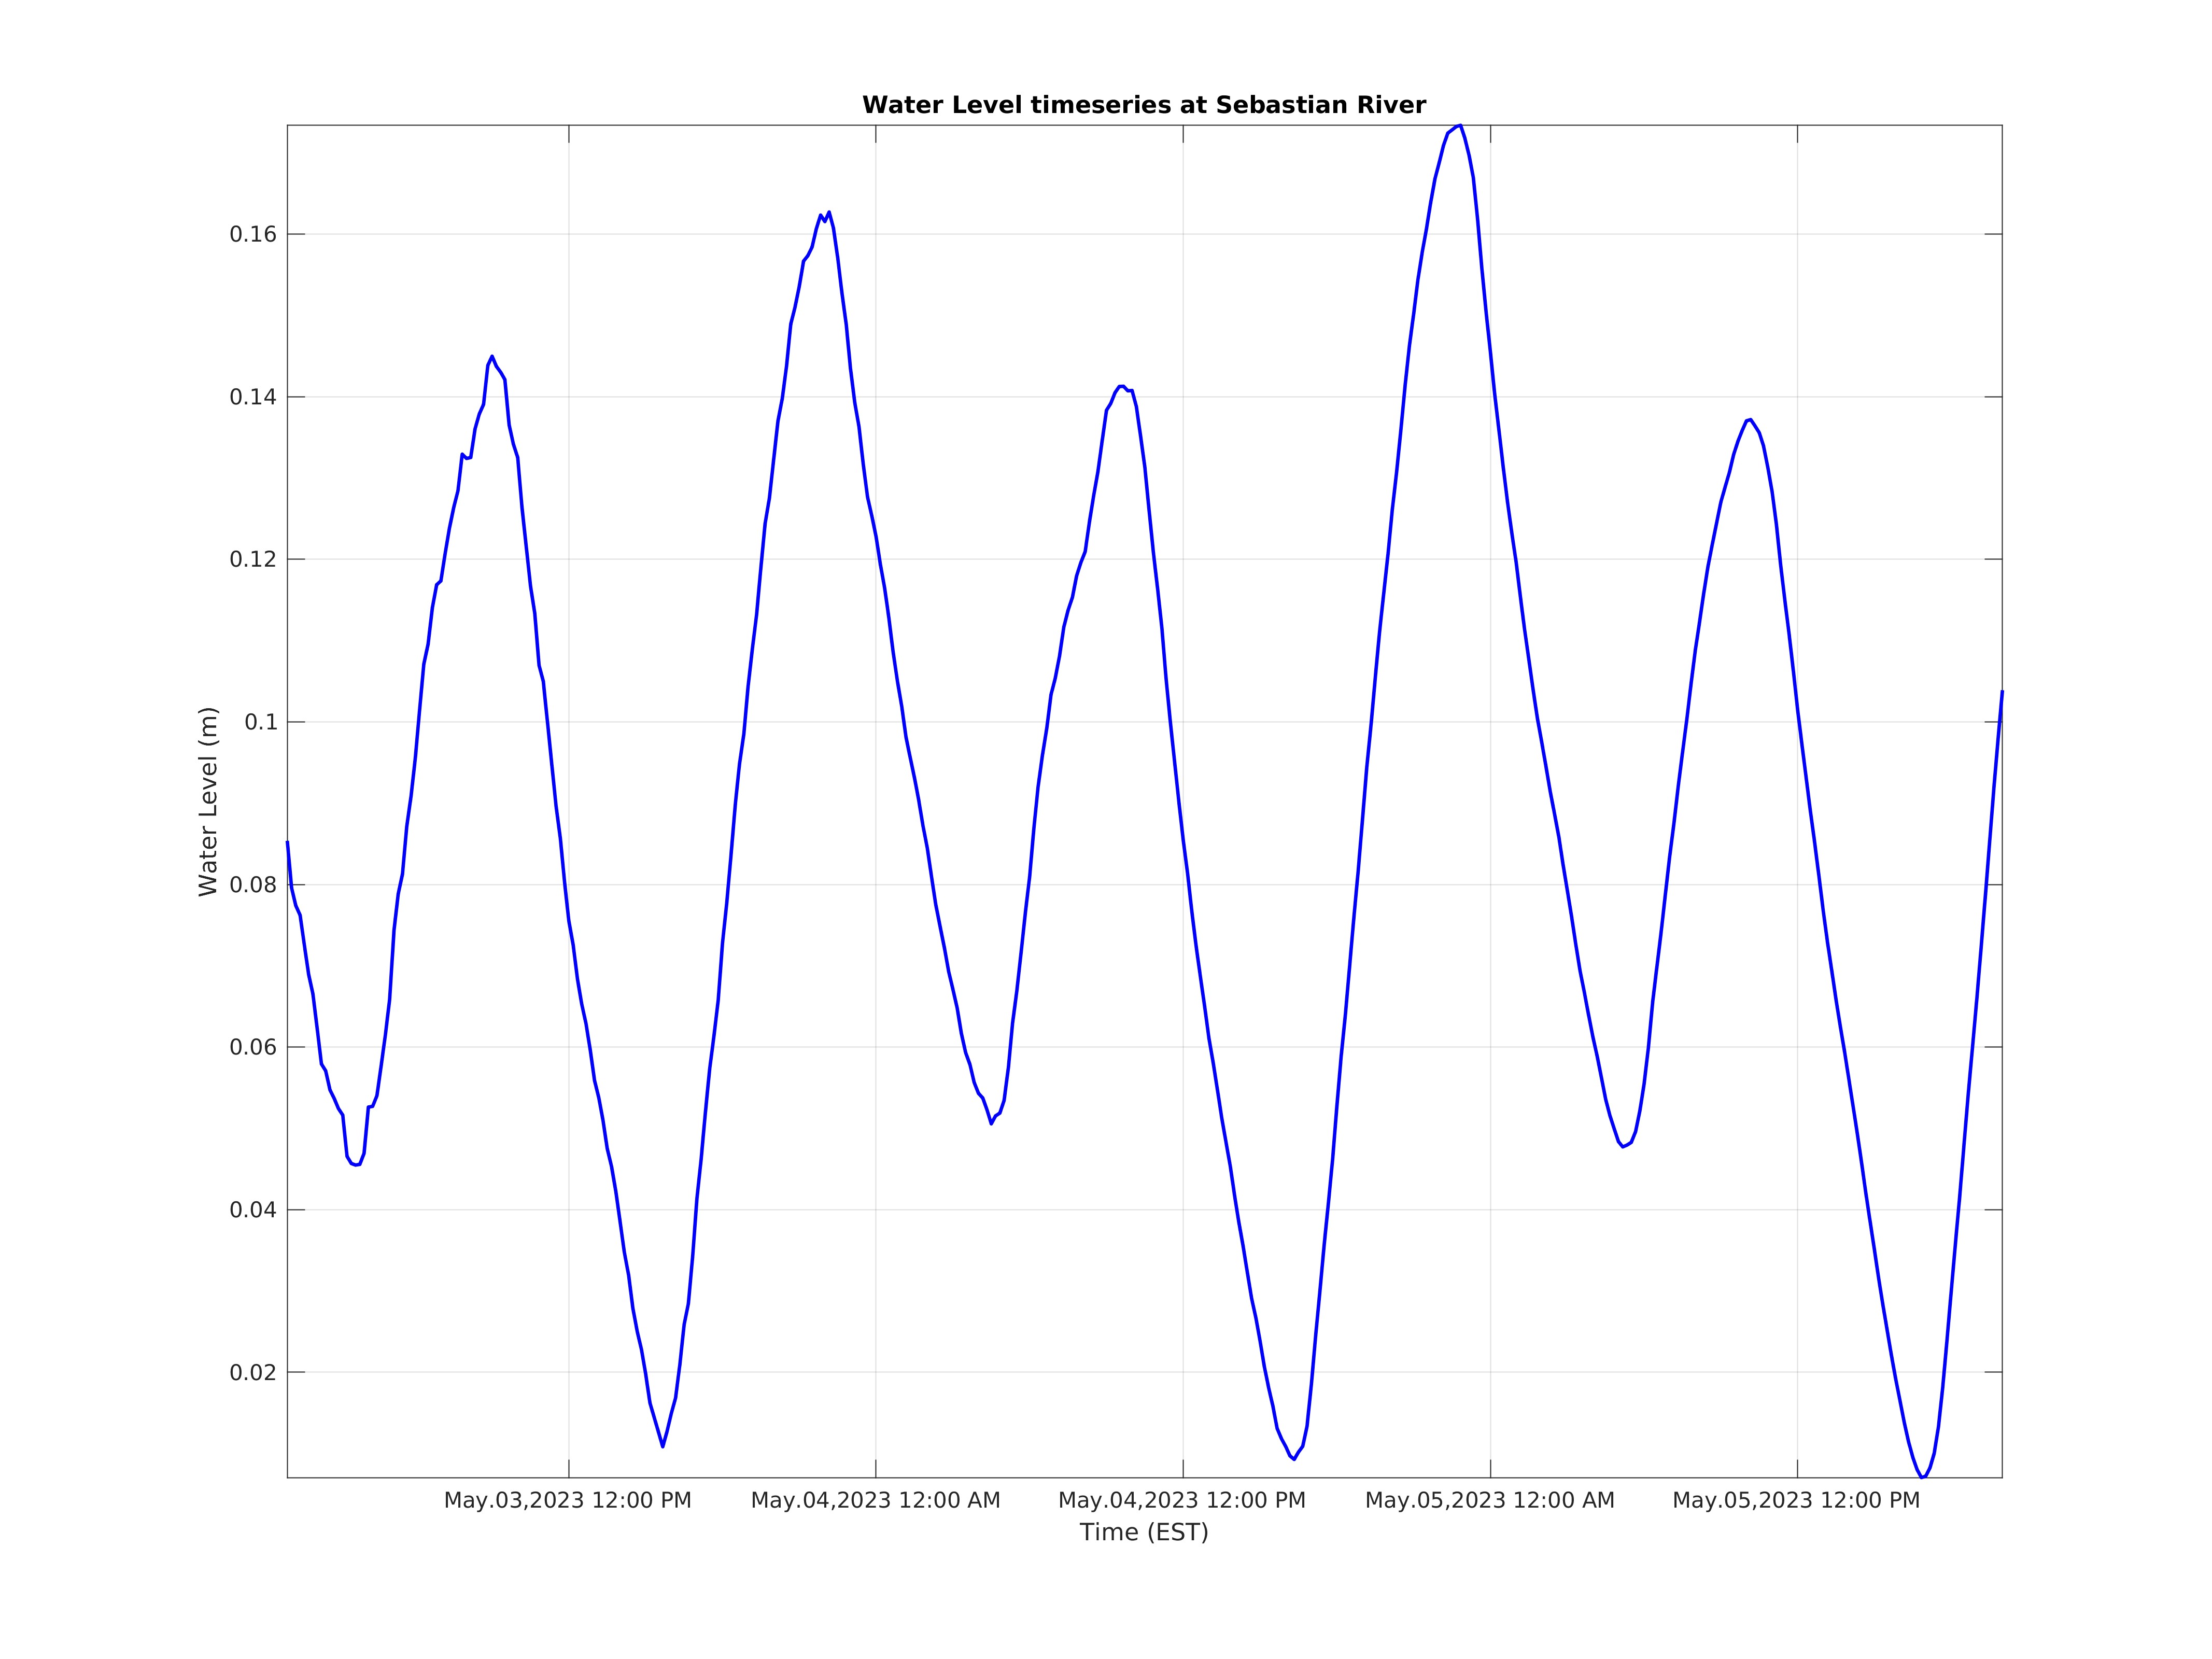 Water Level timeseries at Sebastian River
Water Level (m)
0.16
0.14
0.12
0.1
0.08
0.06
0.04
0.02
May.03,2023 12:00 PM
May.04,2023 12:00 AM
May.04,2023 12:00 PM
May.05,2023 12:00 AM
May.05,2023 12:00 PM
Time (EST)